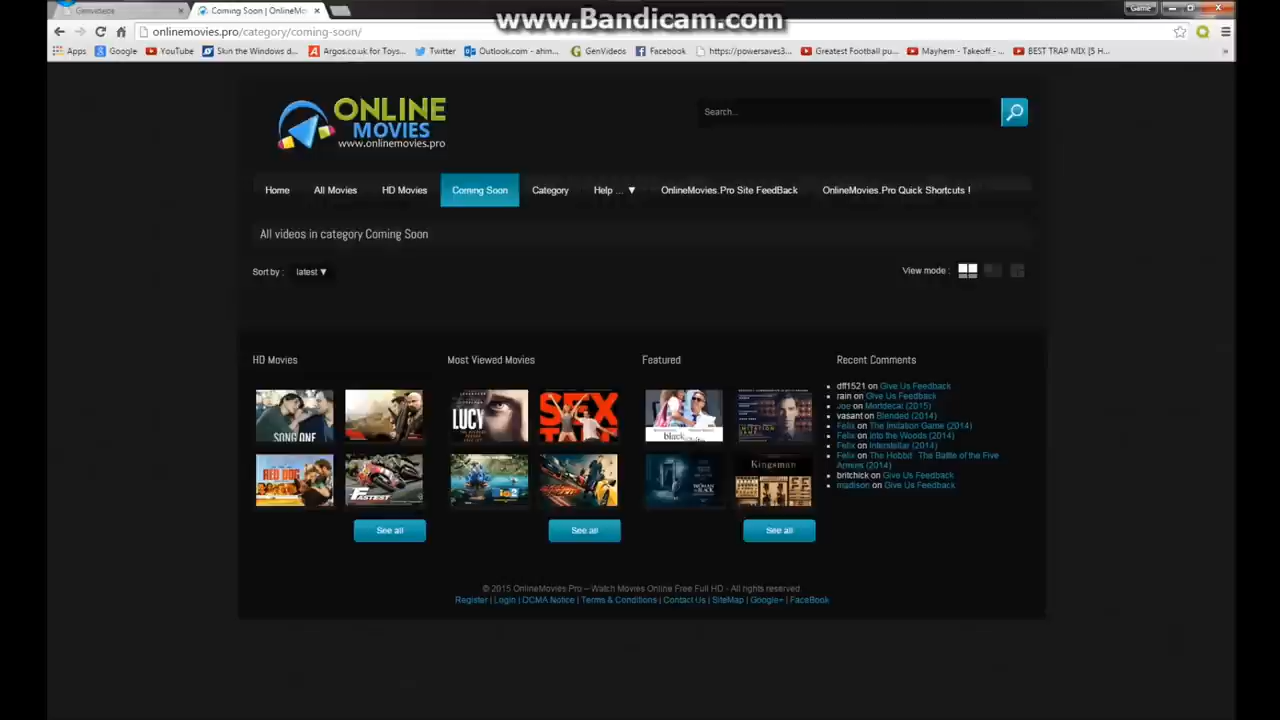 www.Bandicam.com
Genvideos
Coming Soon | OnlineMo
Game
onlinemovies.pro/category/coming-soon/
Apps
Google
YouTube
Skin the Windows d...
Argos.co.uk for Toys...
Twitter
Outlook.com - ahm...
GenVideos
Facebook
https://powersaves3...
Greatest Football pu...
Mayhem - Takeoff - ...
BEST TRAP MIX [5 H...
ONLINE
MOVIES
www.onlinemovies.pro
Search...
Home
All Movies
HD Movies
Coming Soon
Category
Help ... ▼
OnlineMovies.Pro Site FeedBack
OnlineMovies.Pro Quick Shortcuts !
All videos in category Coming Soon
Sort by :
latest ▼
View mode :
HD Movies
Most Viewed Movies
Featured
Recent Comments
SONG ONE
LUCY
black
RED DOG
FASTEST
Kingsman
dff1521 on Give Us Feedback
rain on Give Us Feedback
Joe on Mortdecai (2015)
vasant on Blended (2014)
Felix on The Imitation Game (2014)
Felix on Into the Woods (2014)
Felix on Interstellar (2014)
Felix on The Hobbit: The Battle of the Five
Armies (2014)
britchick on Give Us Feedback
madison on Give Us Feedback
See all
See all
See all
© 2015 OnlineMovies Pro – Watch Movies Online Free Full HD - All rights reserved.
Register | Login | DCMA Notice | Terms & Conditions | Contact Us | SiteMap | Google+ | FaceBook